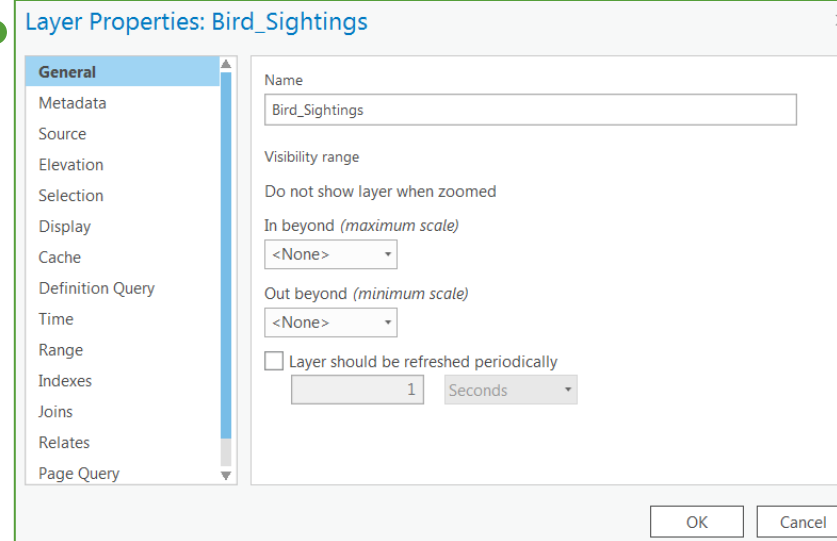 Layer Properties: Bird_Sightings
General
Metadata
Source
Elevation
Selection
Display
Cache
Definition Query
Time
Range
Indexes
Joins
Relates
Page Query
Name
Bird_Sightings
Visibility range
Do not show layer when zoomed
In beyond (maximum scale)
<None>
Out beyond (minimum scale)
<None>
Layer should be refreshed periodically
1 Seconds
OK Cancel